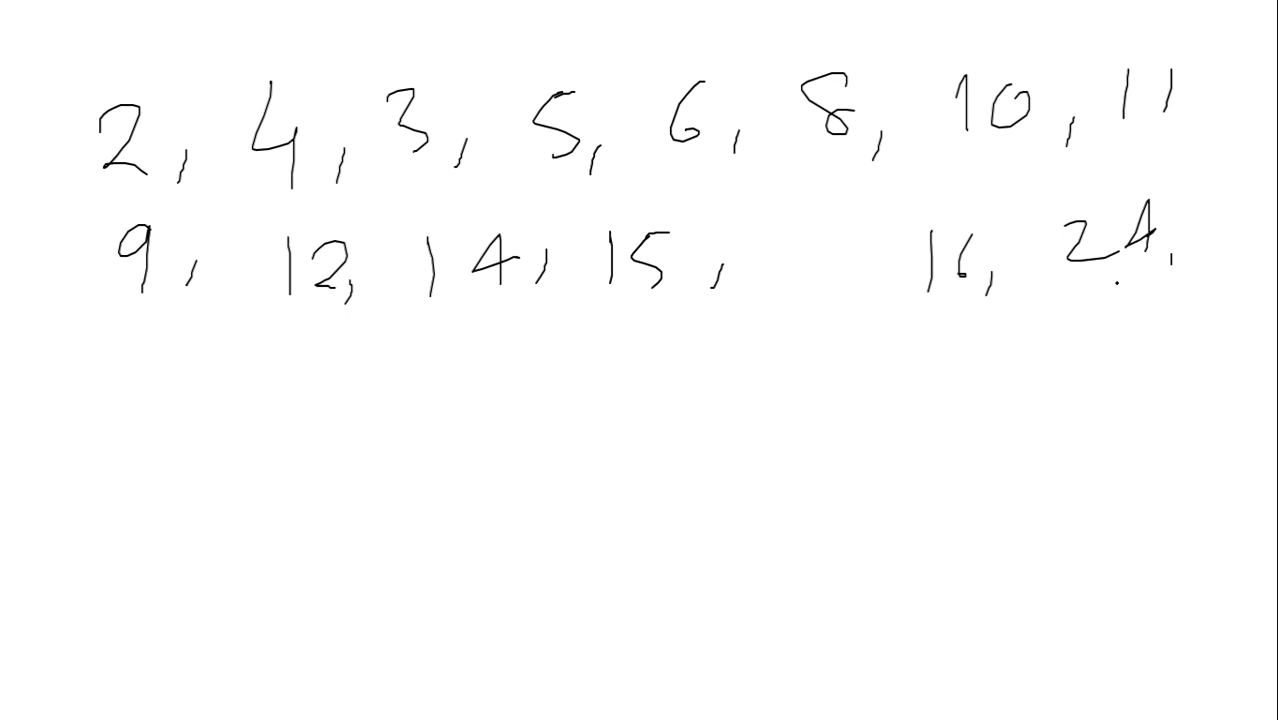 2, 4, 3, 5, 6, 8, 10, 11
9, 12, 14, 15, 16, 24.